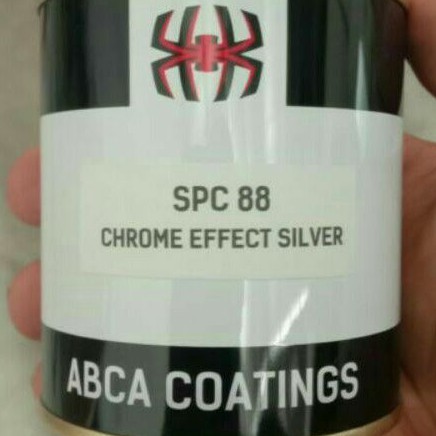 SPC 88
CHROME EFFECT SILVER
ABCA COATINGS